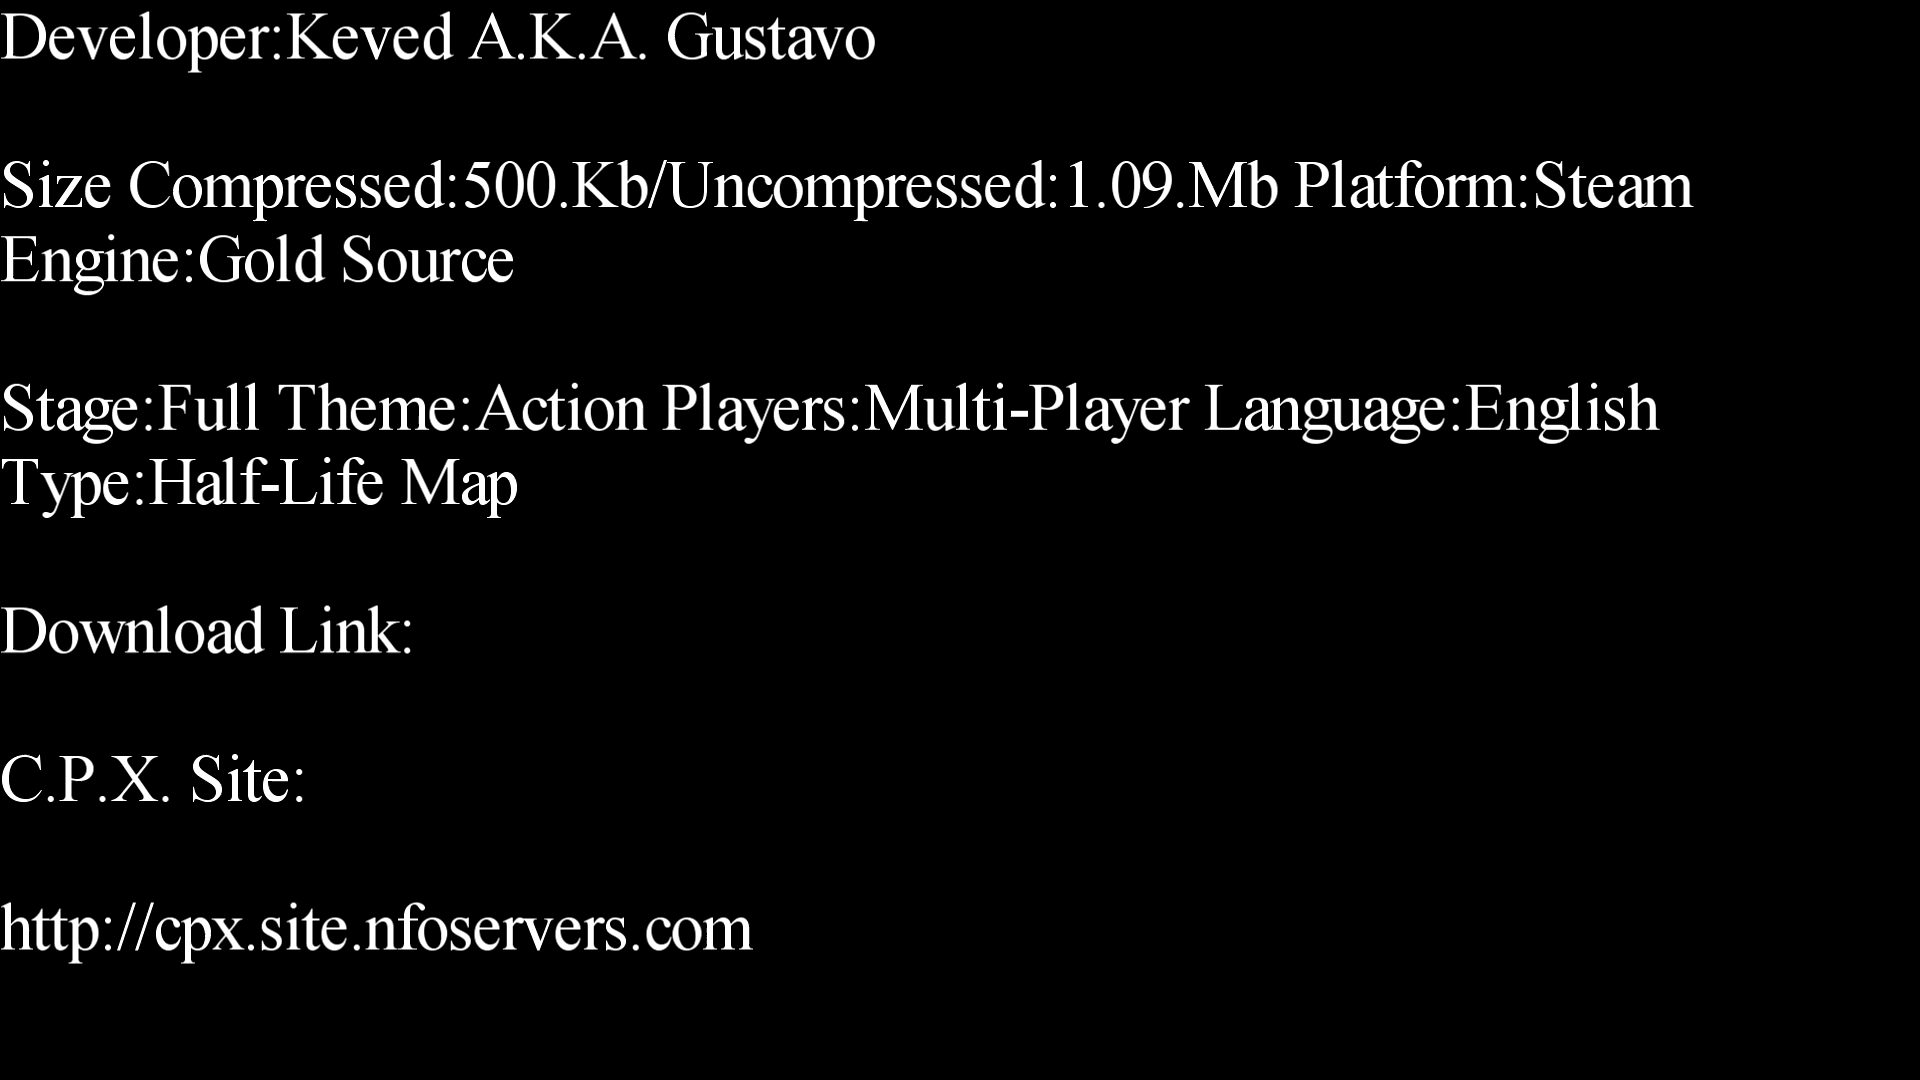 Developer:Keved A.K.A. Gustavo
Size Compressed:500.Kb/Uncompressed:1.09.Mb Platform:Steam
Engine:Gold Source
Stage:Full Theme:Action Players:Multi-Player Language:English
Type:Half-Life Map
Download Link:
C.P.X. Site:
http://cpx.site.nfoservers.com